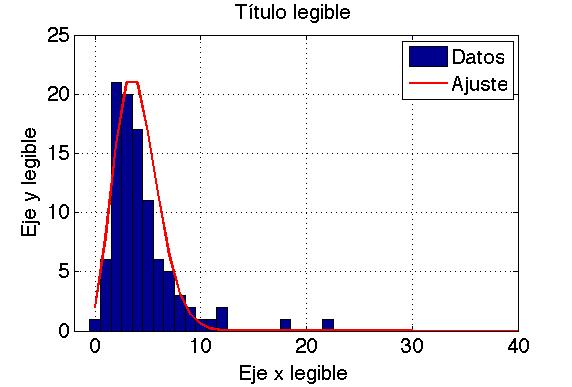 Título legible
25
20
15
10
5
0
Eje y legible
Datos
Ajuste
0 10 20 30 40
Eje x legible